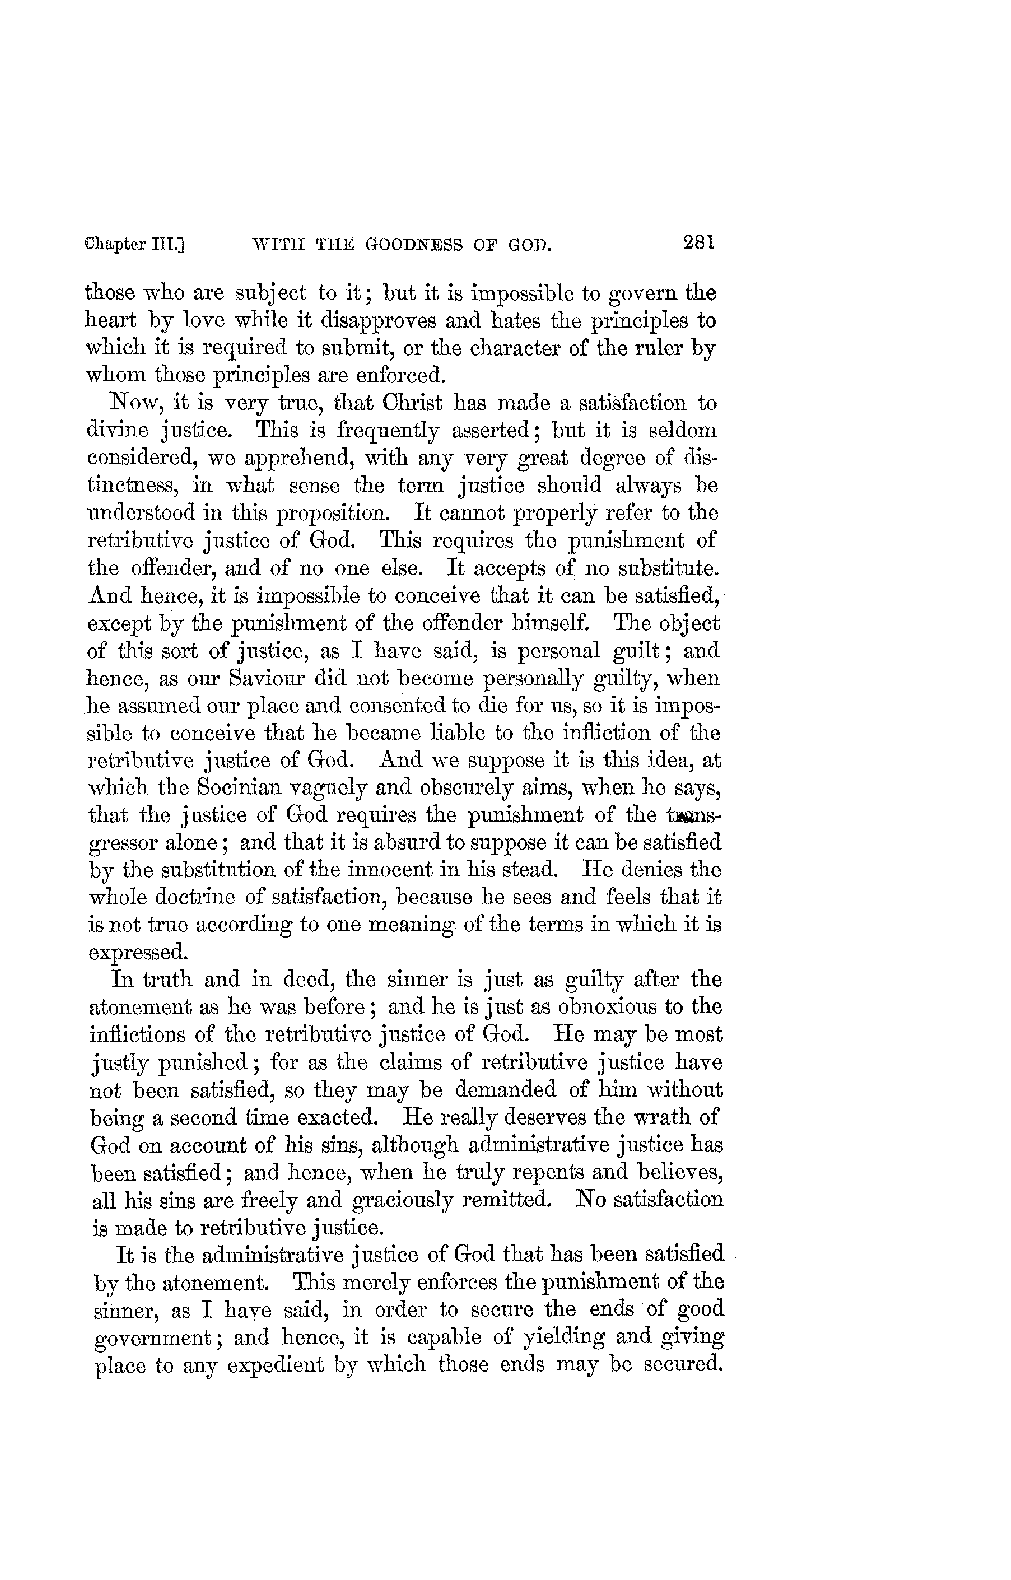 Chapter III.] WITH THE GOODNESS OF GOD. 281
those who are subject to it; but it is impossible to govern the
heart by love while it disapproves and hates the principles to
which it is required to submit, or the character of the ruler by
whom those principles are enforced.
Now, it is very true, that Christ has made a satisfaction to
divine justice. This is frequently asserted; but it is seldom
considered, we apprehend, with any very great degree of dis-
tinctness, in what sense the term justice should always be
understood in this proposition. It cannot properly refer to the
retributive justice of God. This requires the punishment of
the offender, and of no one else. It accepts of no substitute.
And hence, it is impossible to conceive that it can be satisfied,
except by the punishment of the offender himself. The object
of this sort of justice, as I have said, is personal guilt; and
hence, as our Saviour did not become personally guilty, when
he assumed our place and consented to die for us, so it is impos-
sible to conceive that he became liable to the infliction of the
retributive justice of God. And we suppose it is this idea, at
which the Socinian vaguely and obscurely aims, when he says,
that the justice of God requires the punishment of the trans-
gressor alone; and that it is absurd to suppose it can be satisfied
by the substitution of the innocent in his stead. He denies the
whole doctrine of satisfaction, because he sees and feels that it
is not true according to one meaning of the terms in which it is
expressed.
In truth and in deed, the sinner is just as guilty after the
atonement as he was before; and he is just as obnoxious to the
inflictions of the retributive justice of God. He may be most
justly punished; for as the claims of retributive justice have
not been satisfied, so they may be demanded of him without
being a second time exacted. He really deserves the wrath of
God on account of his sins, although administrative justice has
been satisfied; and hence, when he truly repents and believes,
all his sins are freely and graciously remitted. No satisfaction
is made to retributive justice.
It is the administrative justice of God that has been satisfied
by the atonement. This merely enforces the punishment of the
sinner, as I have said, in order to secure the ends of good
government; and hence, it is capable of yielding and giving
place to any expedient by which those ends may be secured.